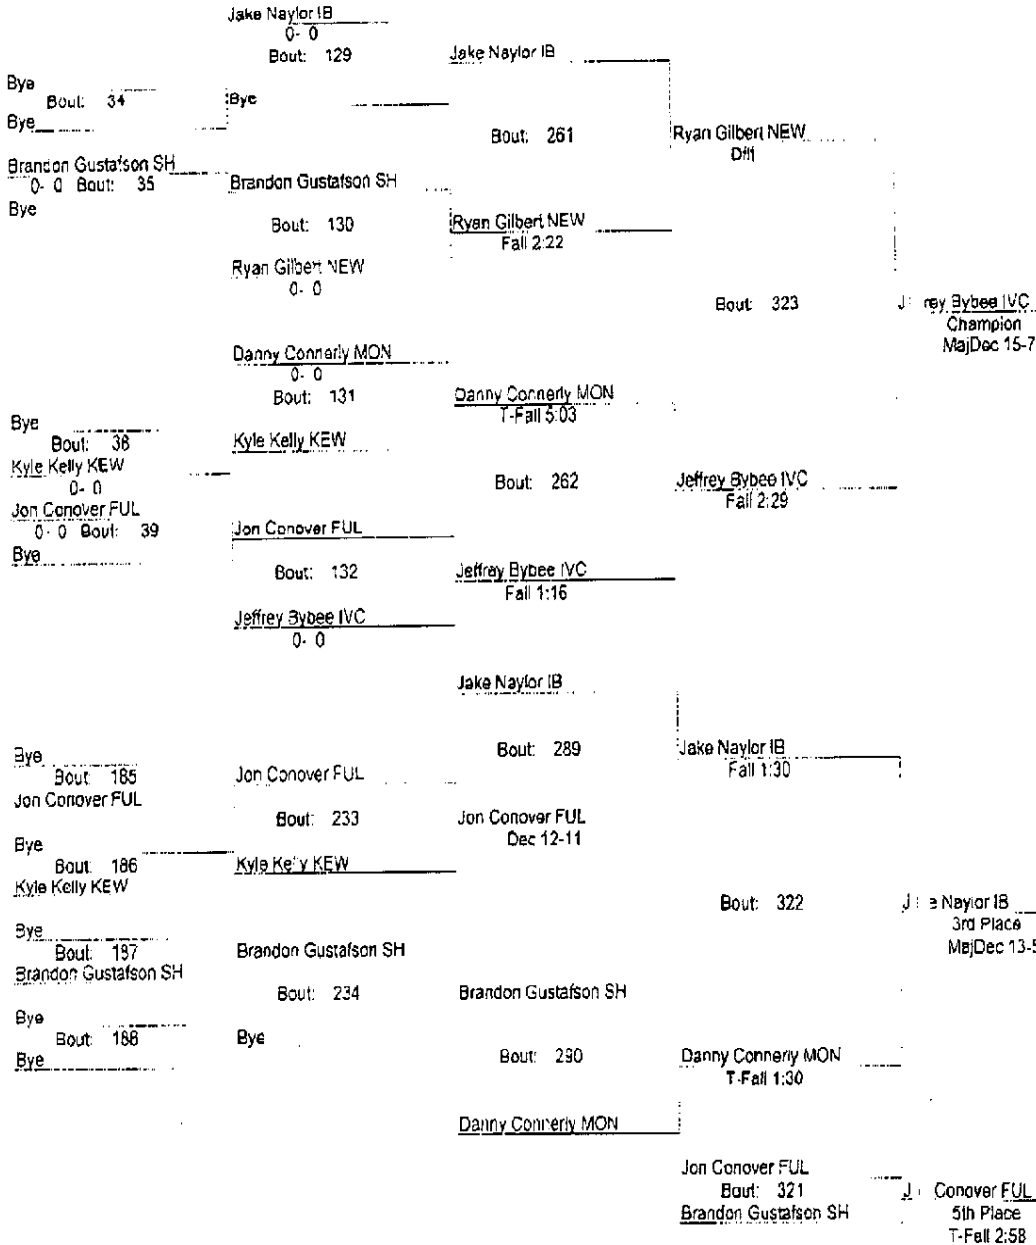 Jake Naylor IB
0- 0
Bout: 129
Jake Naylor IB
Bye
Bout: 34
Bye
Bye
Bout: 261
Ryan Gilbert NEW
Dflt
Brandon Gustafson SH
0- 0 Bout: 35
Brandon Gustafson SH
Bye
Bout: 130
Ryan Gilbert NEW
Fall 2:22
Ryan Gilbert NEW
0- 0
Bout: 323
J rey Bybee IVC
Champion
MajDec 15-7
Danny Connerly MON
0- 0
Bout: 131
Danny Connerly MON
T-Fall 5:03
Bye
Bout: 38
Kyle Kelly KEW
Kyle Kelly KEW
0- 0
Bout: 262
Jeffrey Bybee IVC
Fall 2:29
Jon Conover FUL
0- 0 Bout: 39
Jon Conover FUL
Bye
Bout: 132
Jeffrey Bybee IVC
Fall 1:16
Jeffrey Bybee IVC
0- 0
Jake Naylor IB
Bout: 289
Jake Naylor IB
Fall 1:30
Bye
Bout: 185
Jon Conover FUL
Jon Conover FUL
Bout: 233
Jon Conover FUL
Dec 12-11
Bye
Bout: 186
Kyle Kelly KEW
Kyle Kelly KEW
Bout: 322
J e Naylor IB
3rd Place
MajDec 13-5
Bye
Bout: 187
Brandon Gustafson SH
Brandon Gustafson SH
Bout: 234
Brandon Gustafson SH
Bye
Bout: 188
Bye
Bye
Bout: 290
Danny Connerly MON
T-Fall 1:30
Danny Connerly MON
Jon Conover FUL
Bout: 321
Brandon Gustafson SH
J Conover FUL
5th Place
T-Fall 2:58